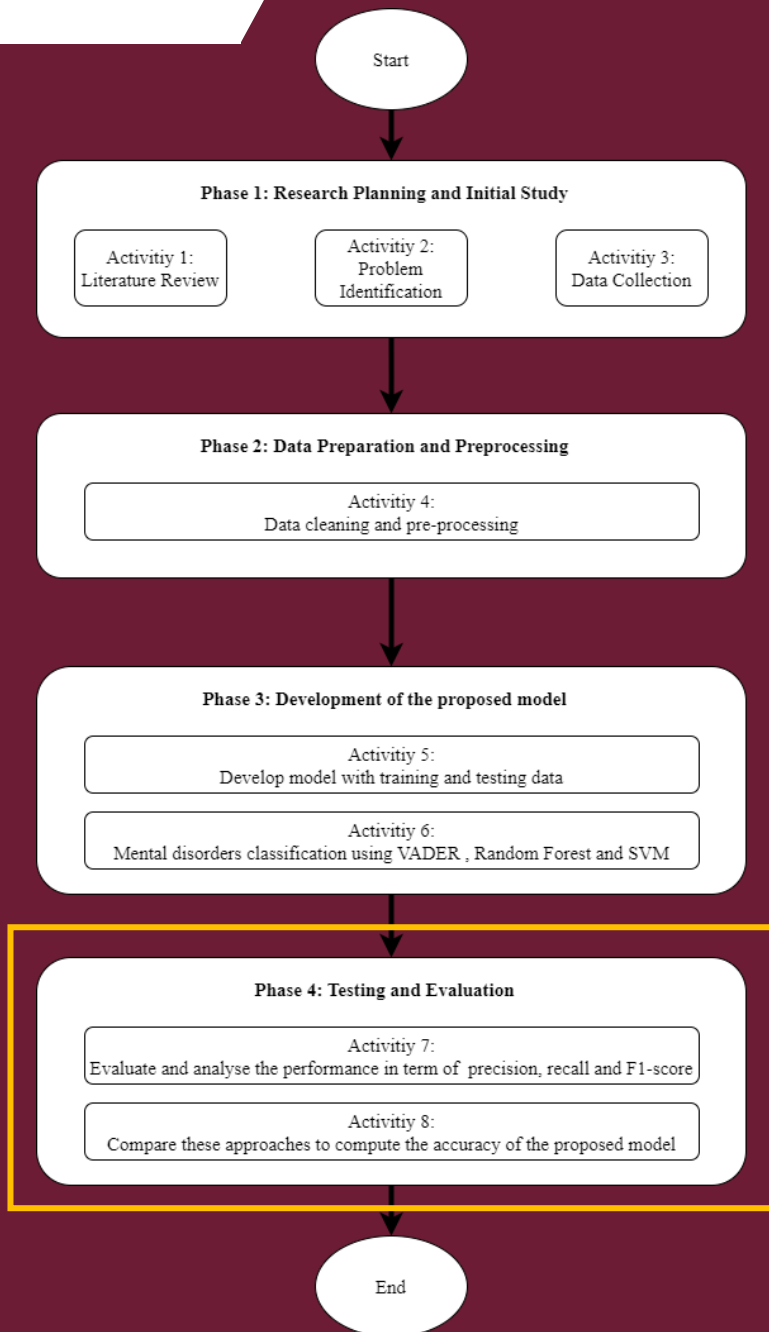 Start
Phase 1: Research Planning and Initial Study
Activitiy 1:
Literature Review
Activitiy 2:
Problem
Identification
Activitiy 3:
Data Collection
Phase 2: Data Preparation and Preprocessing
Activitiy 4:
Data cleaning and pre-processing
Phase 3: Development of the proposed model
Activitiy 5:
Develop model with training and testing data
Activitiy 6:
Mental disorders classification using VADER , Random Forest and SVM
Phase 4: Testing and Evaluation
Activitiy 7:
Evaluate and analyse the performance in term of precision, recall and F1-score
Activitiy 8:
Compare these approaches to compute the accuracy of the proposed model
End